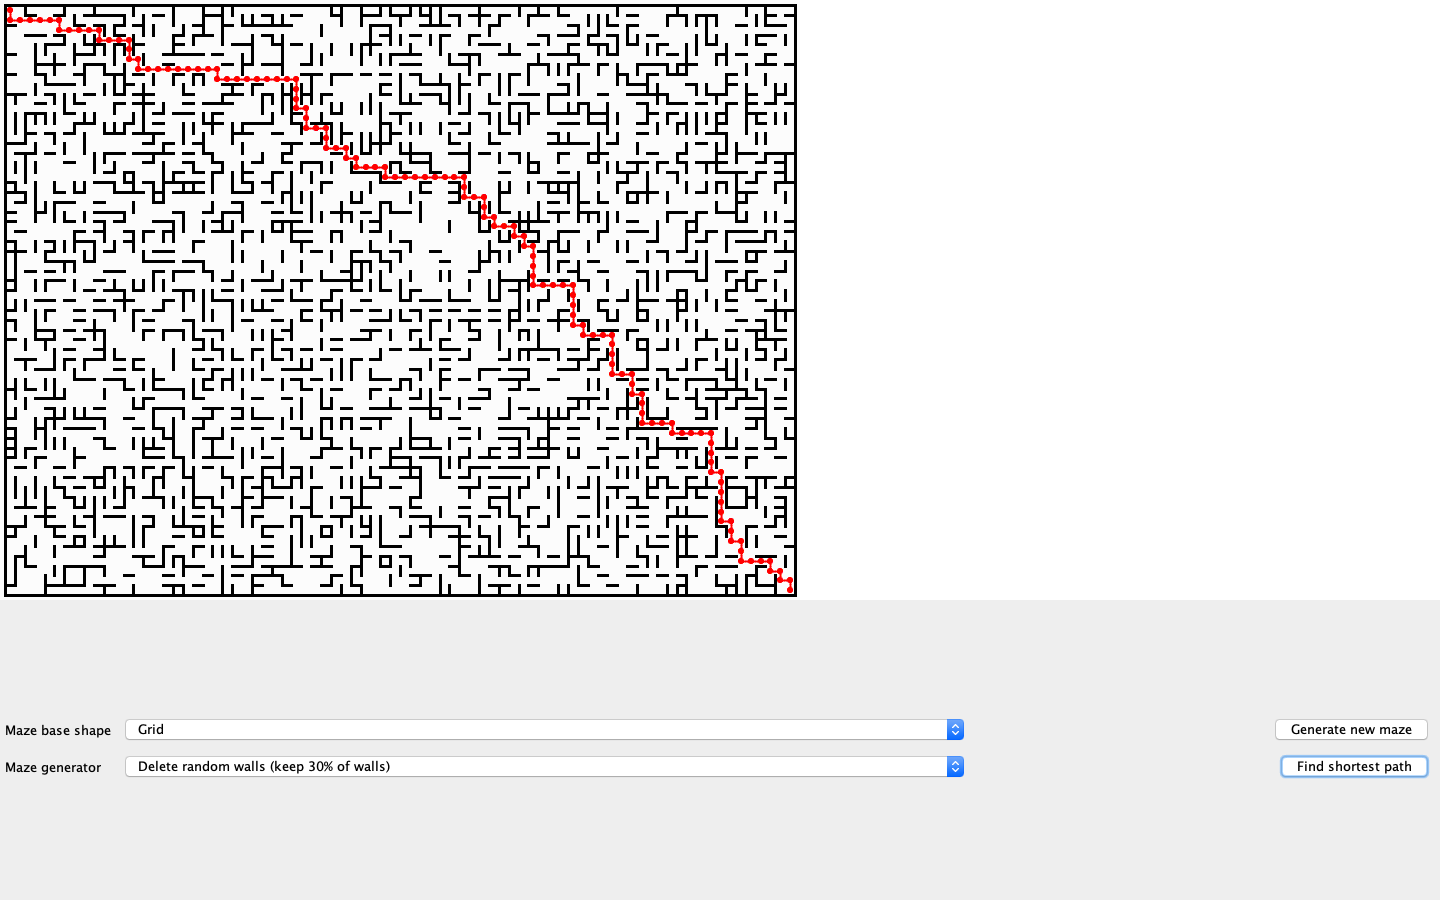 Maze base shape
Grid
Generate new maze
Maze generator
Delete random walls (keep 30% of walls)
Find shortest path